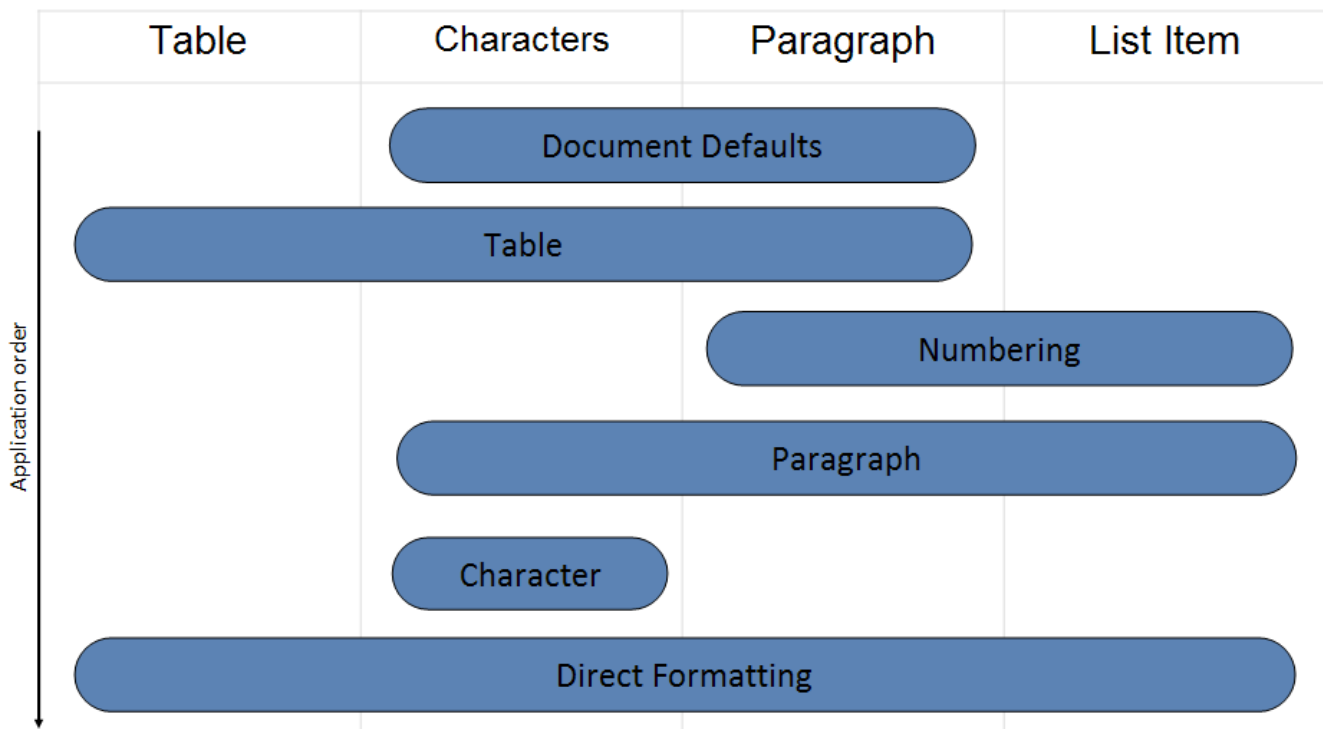 Table
Characters
Paragraph
List Item
Document Defaults
Table
Numbering
Paragraph
Character
Direct Formatting
Application order